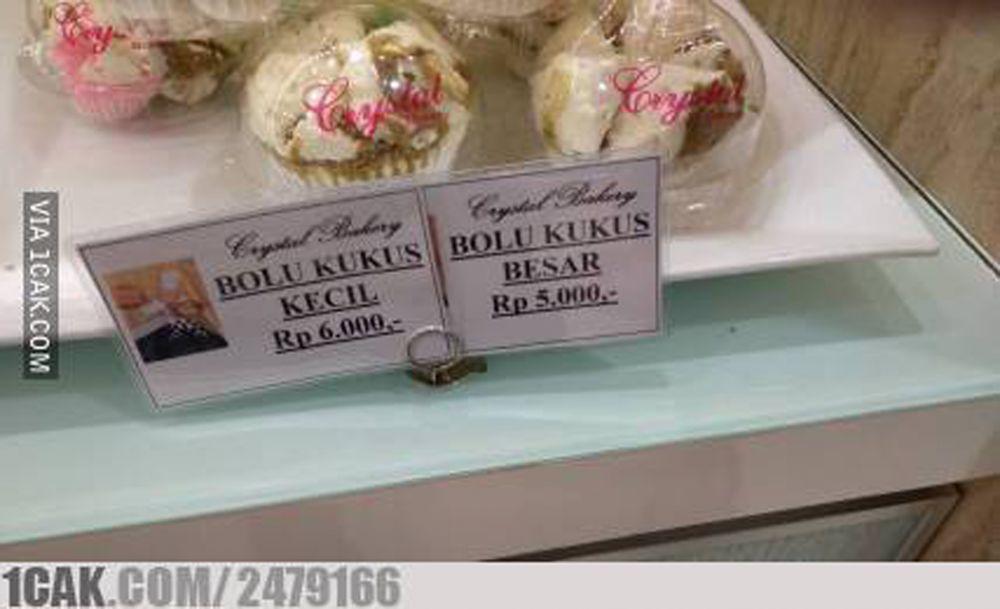 Cry
Crystal
Crystal
VIA 1CAK.COM
Crystal Bakery
BOLU KUKUS
KECIL
Rp 6.000,-
Crystal Bakery
BOLU KUKUS
BESAR
Rp 5.000,-
1CAK.COM/2479166